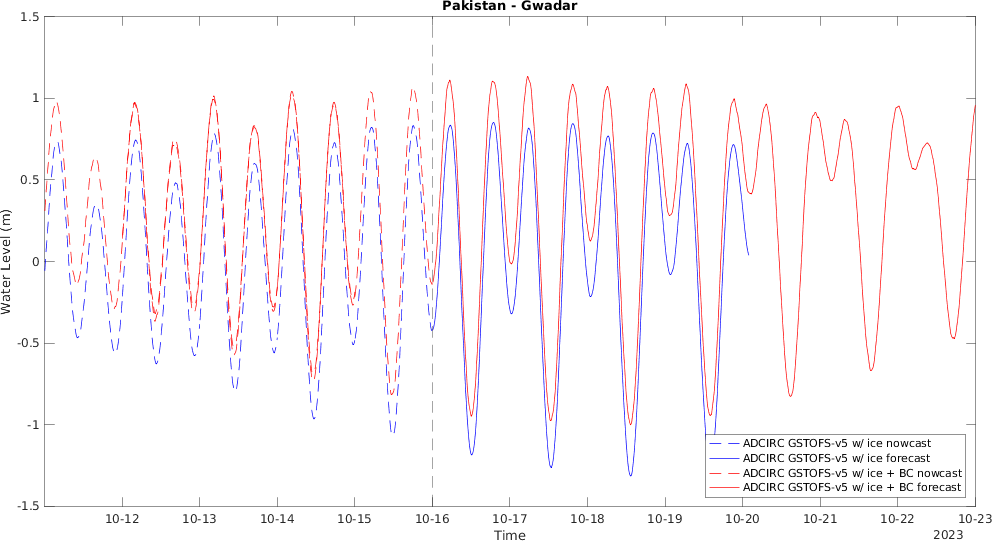 Pakistan - Gwadar
1.5
1
0.5
0
-0.5
-1
-1.5
Water Level (m)
10-12
10-13
10-14
10-15
10-16
10-17
10-18
10-19
10-20
10-21
10-22
10-23
Time
2023
ADCIRC GSTOFS-v5 w/ ice nowcast
ADCIRC GSTOFS-v5 w/ ice forecast
ADCIRC GSTOFS-v5 w/ ice + BC nowcast
ADCIRC GSTOFS-v5 w/ ice + BC forecast